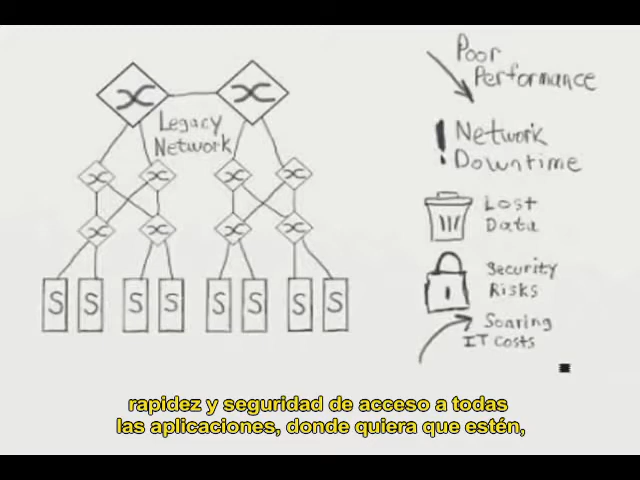 Poor
Performance
Legacy
Network
Network
Downtime
Lost
Data
Security
Risks
Soaring
IT Costs
S S S S S S S S
rapidez y seguridad de acceso a todas
las aplicaciones, donde quiera que estén,